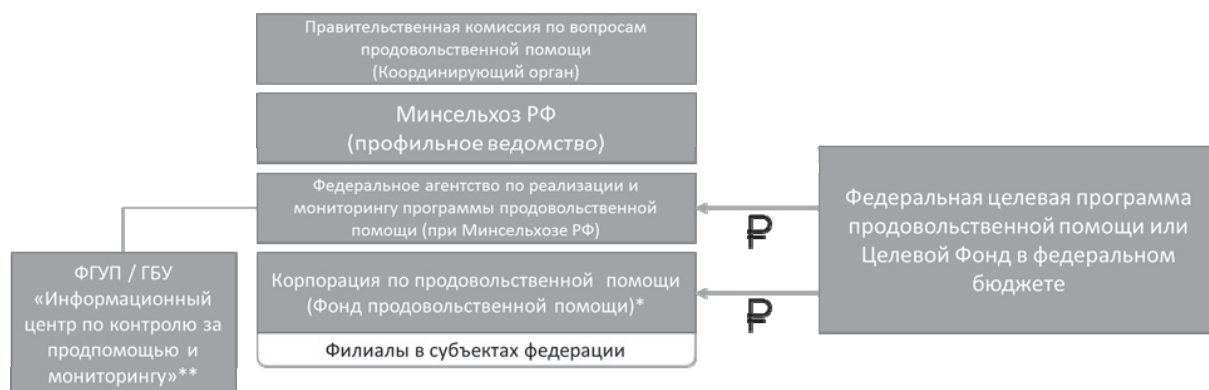 Правительственная комиссия по вопросам
продовольственной помощи
(Координирующий орган)
Минсельхоз РФ
(профильное ведомство)
Федеральное агентство по реализации и
мониторингу программы продовольственной
помощи (при Минсельхозе РФ)
Корпорация по продовольственной помощи
(Фонд продовольственной помощи)*
Филиалы в субъектах федерации
ФГУП / ГБУ
«Информационный
центр по контролю за
продпомощью и
мониторингу»**
₽
₽
Федеральная целевая программа
продовольственной помощи или
Целевой Фонд в федеральном
бюджете